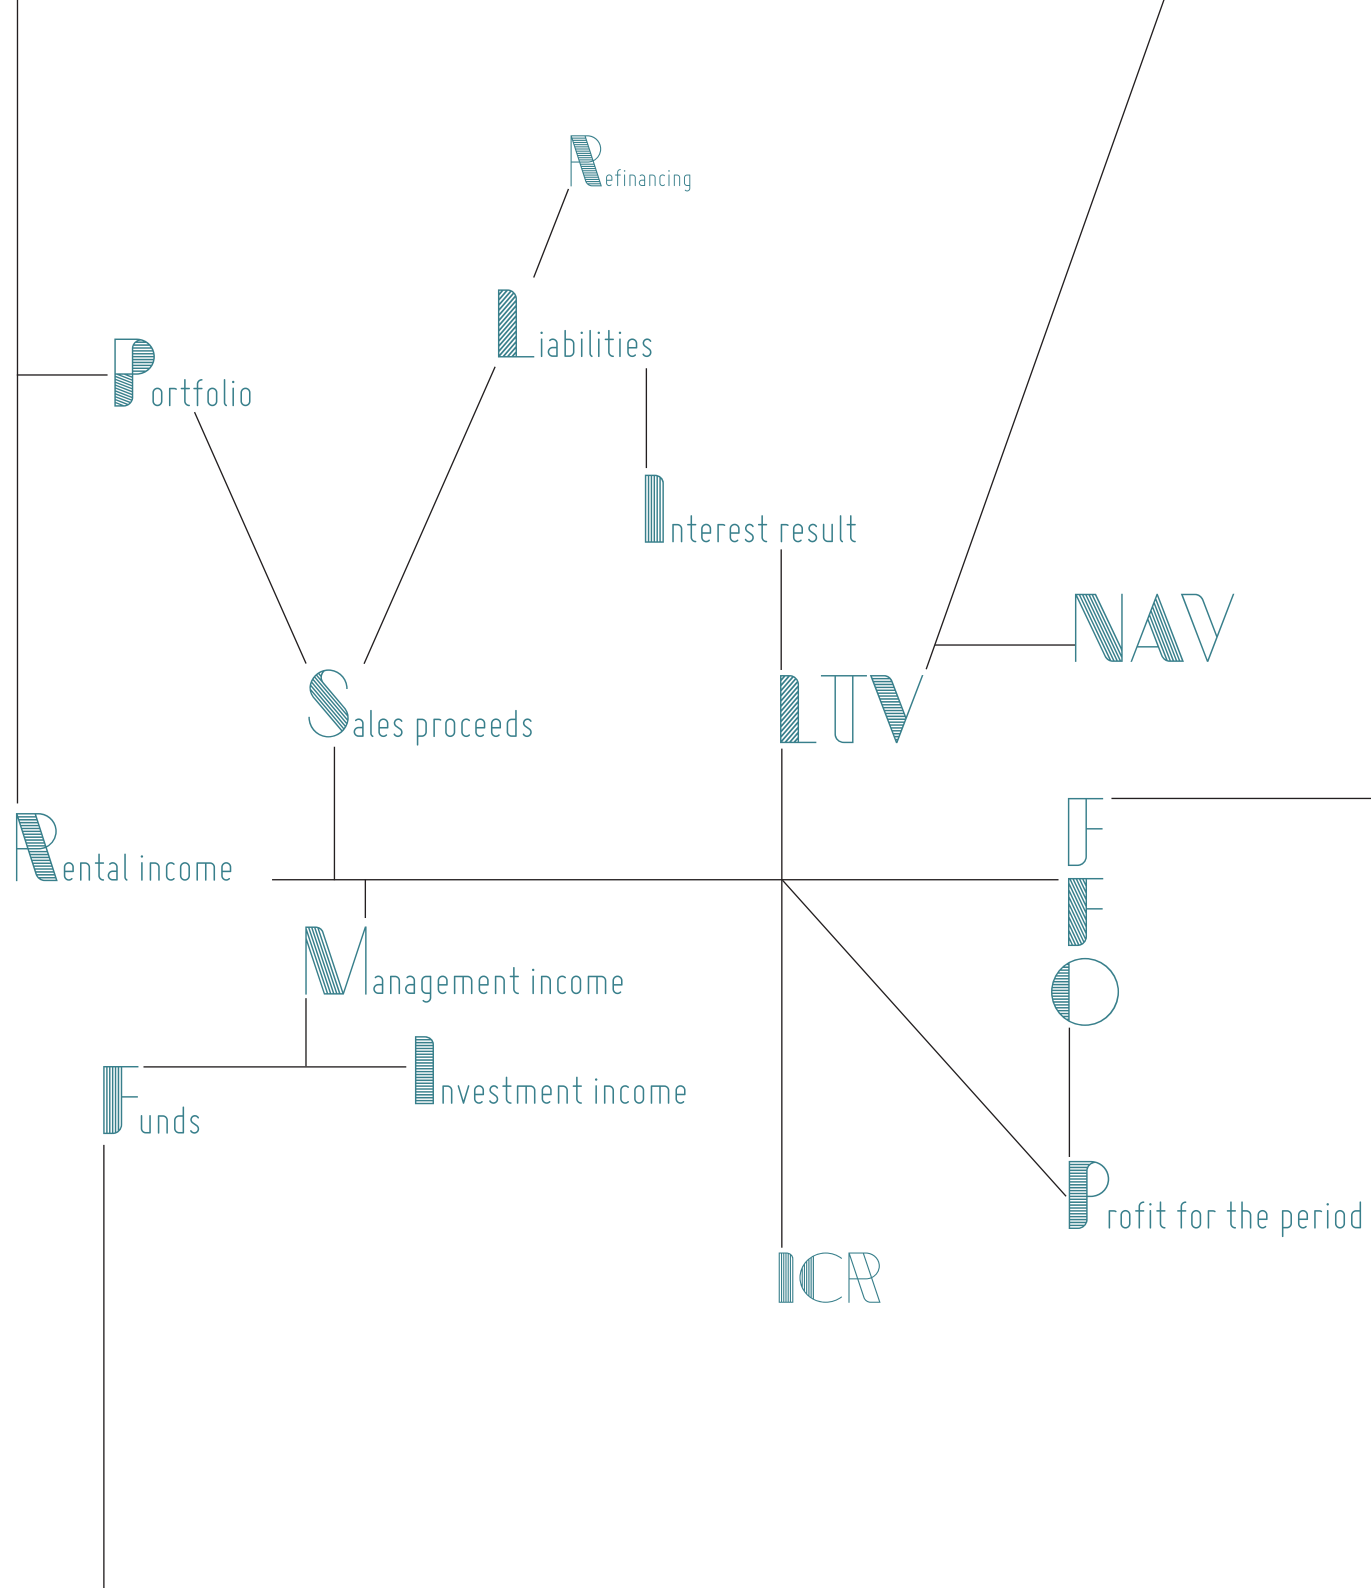 Refinancing
Liabilities
Portfolio
Interest result
NAV
Sales proceeds
LTV
Rental income
FFO
Management income
Investment income
Funds
Profit for the period
ICR